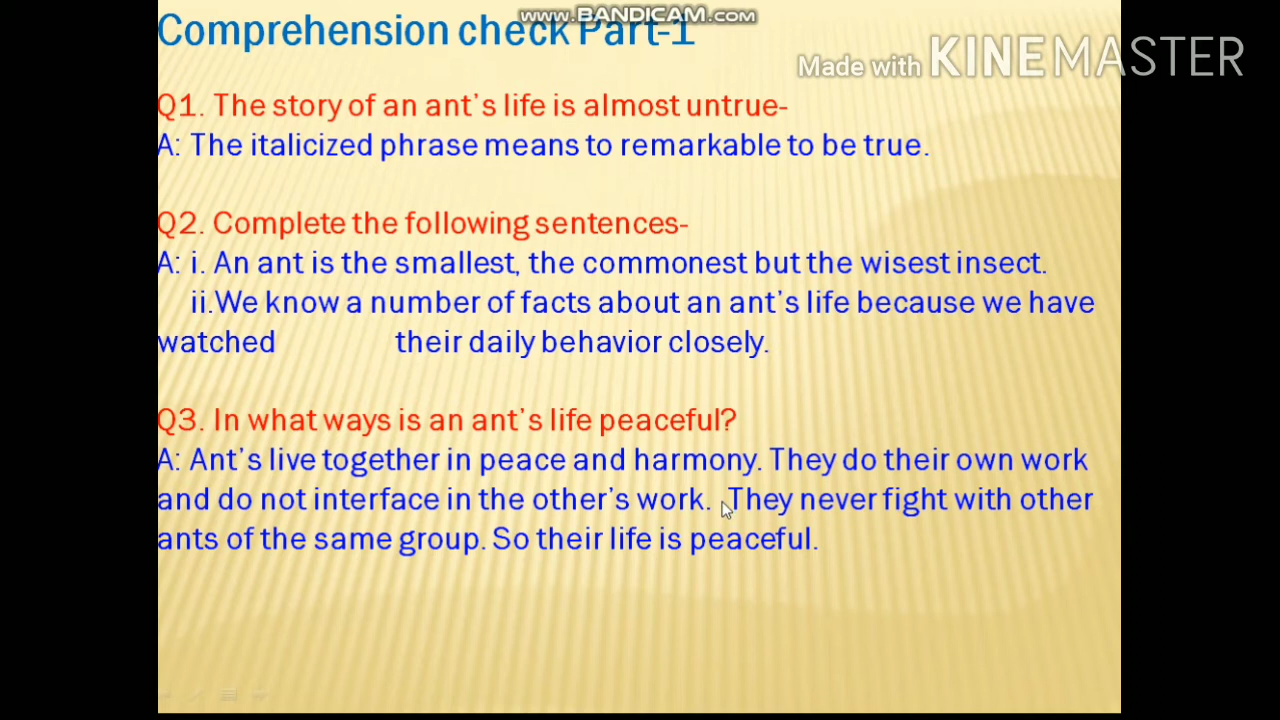 www.BANDICAM.com
Comprehension check Part-1
Made with KINEMASTER
Q1. The story of an ant's life is almost untrue-
A: The italicized phrase means to remarkable to be true.
Q2. Complete the following sentences-
A: i. An ant is the smallest, the commonest but the wisest insect.
ii.We know a number of facts about an ant's life because we have
watched their daily behavior closely.
Q3. In what ways is an ant's life peaceful?
A: Ant's live together in peace and harmony. They do their own work
and do not interface in the other's work. They never fight with other
ants of the same group. So their life is peaceful.